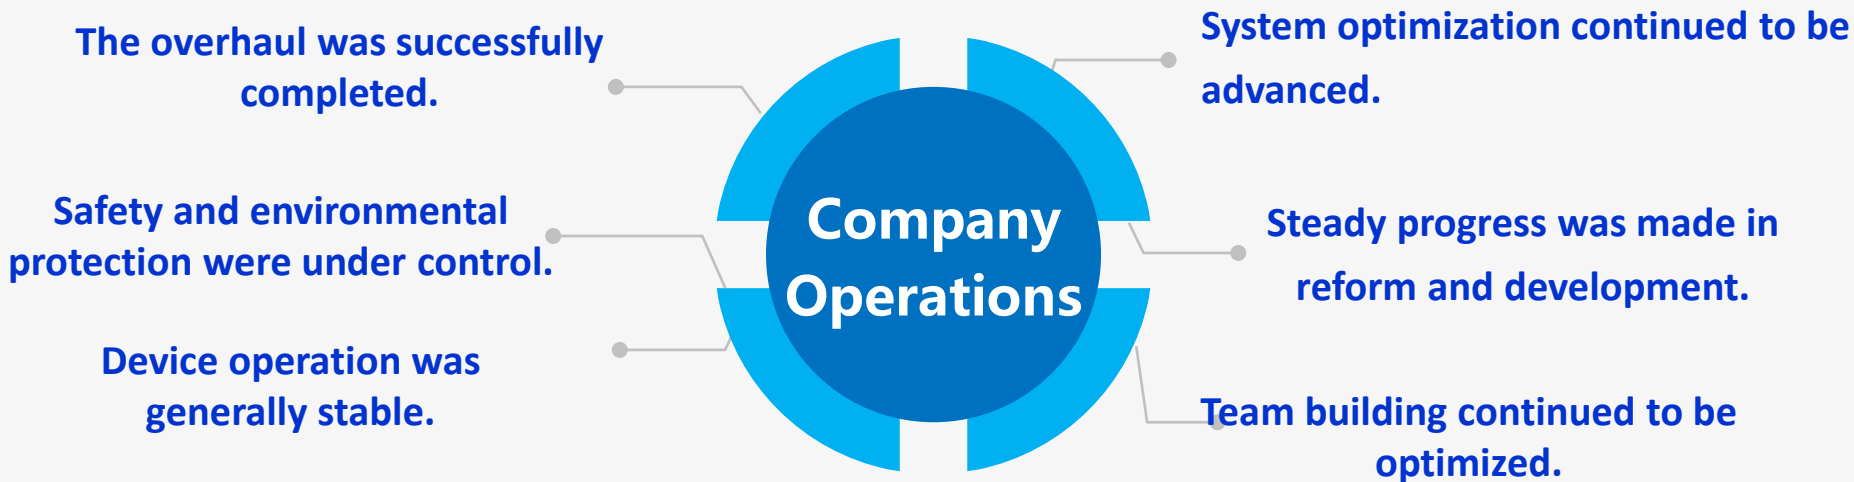 The overhaul was successfully
completed.
Safety and environmental
protection were under control.
Device operation was
generally stable.
Company
Operations
System optimization continued to be
advanced.
Steady progress was made in
reform and development.
Team building continued to be
optimized.